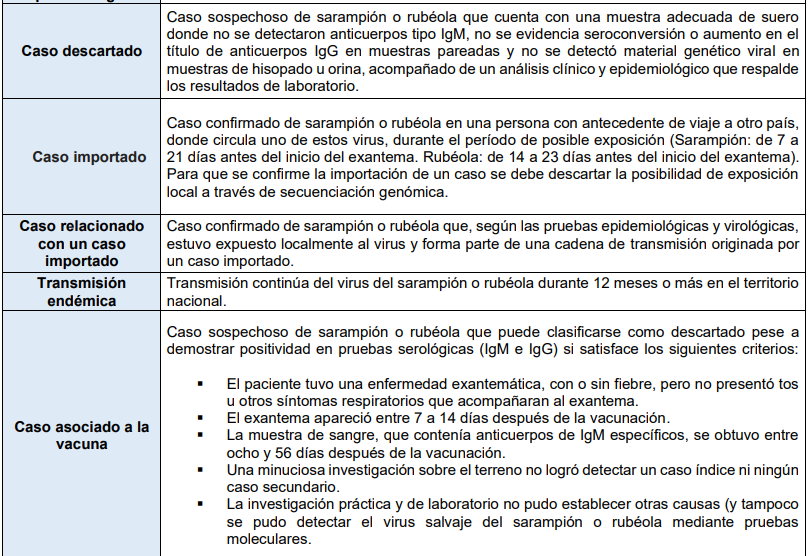 Caso descartado
Caso sospechoso de sarampión o rubéola que cuenta con una muestra adecuada de suero
donde no se detectaron anticuerpos tipo IgM, no se evidencia seroconversión o aumento en el
título de anticuerpos IgG en muestras pareadas y no se detectó material genético viral en
muestras de hisopado u orina, acompañado de un análisis clínico y epidemiológico que respalde
los resultados de laboratorio.
Caso importado
Caso confirmado de sarampión o rubéola en una persona con antecedente de viaje a otro país,
donde circula uno de estos virus, durante el período de posible exposición (Sarampión: de 7 a
21 días antes del inicio del exantema. Rubéola: de 14 a 23 días antes del inicio del exantema).
Para que se confirme la importación de un caso se debe descartar la posibilidad de exposición
local a través de secuenciación genómica.
Caso relacionado
con un caso
importado
Caso confirmado de sarampión o rubéola que, según las pruebas epidemiológicas y virológicas,
estuvo expuesto localmente al virus y forma parte de una cadena de transmisión originada por
un caso importado.
Transmisión
endémica
Transmisión continúa del virus del sarampión o rubéola durante 12 meses o más en el territorio
nacional.
Caso asociado a la
vacuna
Caso sospechoso de sarampión o rubéola que puede clasificarse como descartado pese a
demostrar positividad en pruebas serológicas (IgM e IgG) si satisface los siguientes criterios:
▪ El paciente tuvo una enfermedad exantemática, con o sin fiebre, pero no presentó tos
u otros síntomas respiratorios que acompañaran al exantema.
▪ El exantema apareció entre 7 a 14 días después de la vacunación.
▪ La muestra de sangre, que contenía anticuerpos de IgM específicos, se obtuvo entre
ocho y 56 días después de la vacunación.
▪ Una minuciosa investigación sobre el terreno no logró detectar un caso índice ni ningún
caso secundario.
▪ La investigación práctica y de laboratorio no pudo establecer otras causas (y tampoco
se pudo detectar el virus salvaje del sarampión o rubéola mediante pruebas
moleculares.